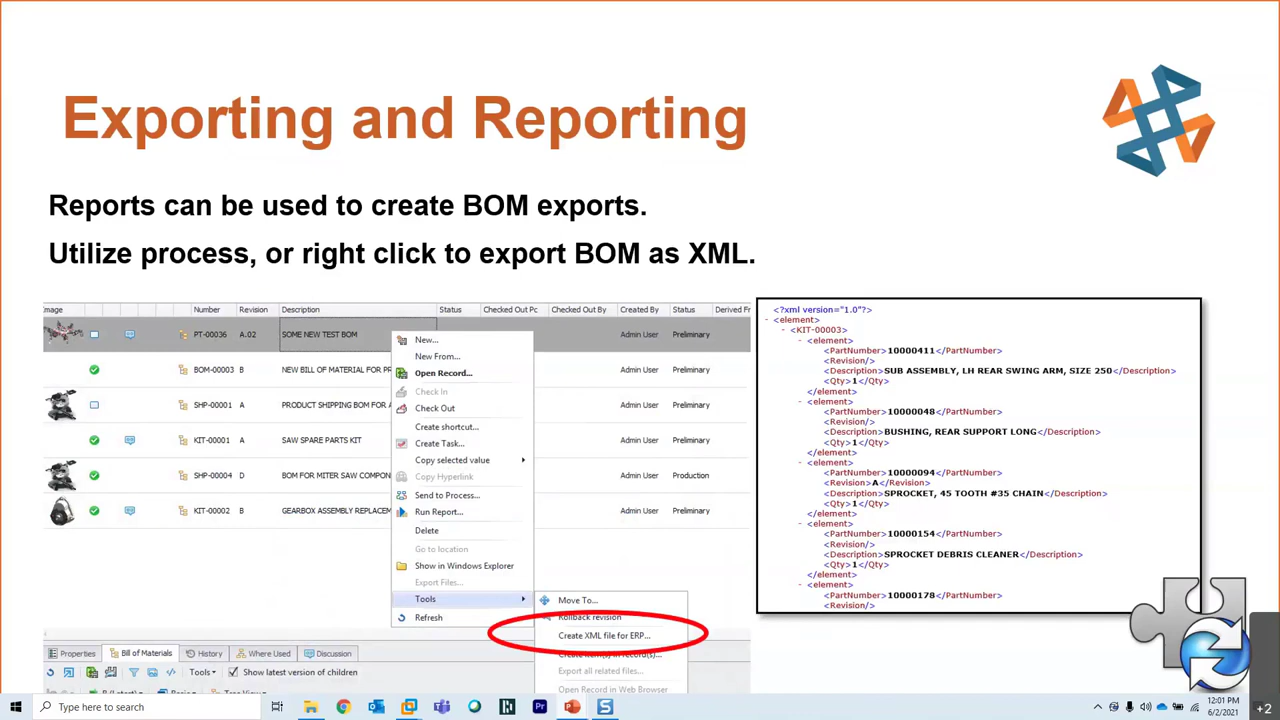 Exporting and Reporting
Reports can be used to create BOM exports.
Utilize process, or right click to export BOM as XML.
Image Number Revision Description Status Checked Out Pc Checked Out By Created By Status Derived Fr
PT-00036 A.02 SOME NEW TEST BOM Admin User Preliminary
BOM-00003 B NEW BILL OF MATERIAL FOR PR Admin User Preliminary
SHP-00001 A PRODUCT SHIPPING BOM FOR A Admin User Preliminary
KIT-00001 A SAW SPARE PARTS KIT Admin User Preliminary
SHP-00004 D BOM FOR MITER SAW COMPON Admin User Production
KIT-00002 B GEARBOX ASSEMBLY REPLACEM Admin User Preliminary
New...
New From...
Open Record...
Check In
Check Out
Create shortcut...
Create Task...
Copy selected value
Copy Hyperlink
Send to Process...
Run Report...
Delete
Go to location
Show in Windows Explorer
Export Files...
Tools
Refresh
Move To...
Rollback revision
Create XML file for ERP...
Export all related files...
Open Record in Web Browser
Properties Bill of Materials History Where Used Discussion
Tools Show latest version of children
<?xml version="1.0"?>
- <element>
- <KIT-00003>
- <element>
<PartNumber>10000411</PartNumber>
<Revision/>
<Description>SUB ASSEMBLY, LH REAR SWING ARM, SIZE 250</Description>
<Qty>1</Qty>
</element>
- <element>
<PartNumber>10000048</PartNumber>
<Revision/>
<Description>BUSHING, REAR SUPPORT LONG</Description>
<Qty>1</Qty>
</element>
- <element>
<PartNumber>10000094</PartNumber>
<Revision>A</Revision>
<Description>SPROCKET, 45 TOOTH #35 CHAIN</Description>
<Qty>1</Qty>
</element>
- <element>
<PartNumber>10000154</PartNumber>
<Revision/>
<Description>SPROCKET DEBRIS CLEANER</Description>
<Qty>1</Qty>
</element>
- <element>
<PartNumber>10000178</PartNumber>
<Revision/>
Type here to search
12:01 PM
6/2/2021
+2